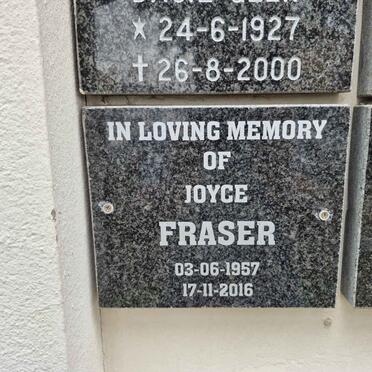 ★ 24-6-1927
✝ 26-8-2000
IN LOVING MEMORY
OF
JOYCE
FRASER
03-06-1957
17-11-2016